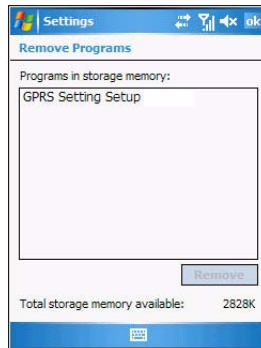 Settings ok
Remove Programs
Programs in storage memory:
GPRS Setting Setup
Remove
Total storage memory available: 2828K